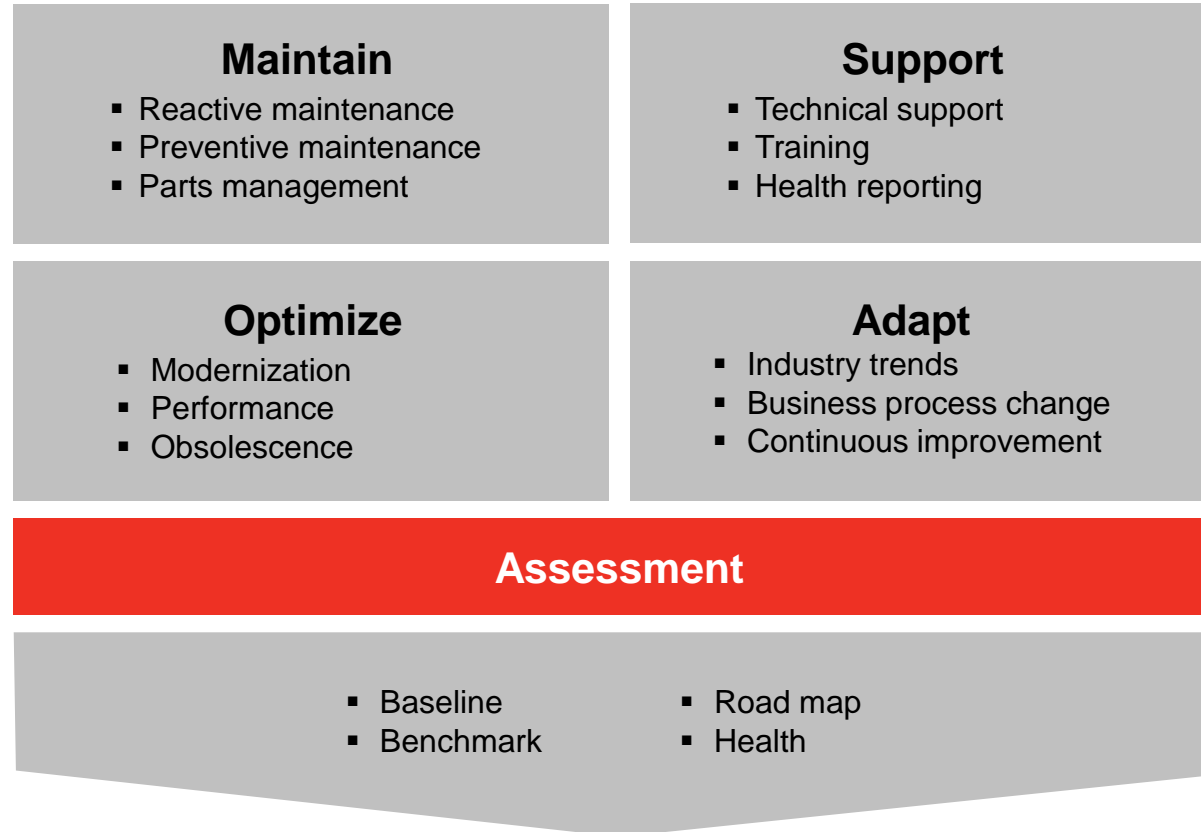 Maintain
▪ Reactive maintenance
▪ Preventive maintenance
▪ Parts management
Support
▪ Technical support
▪ Training
▪ Health reporting
Optimize
▪ Modernization
▪ Performance
▪ Obsolescence
Adapt
▪ Industry trends
▪ Business process change
▪ Continuous improvement
Assessment
▪ Baseline
▪ Benchmark
▪ Road map
▪ Health